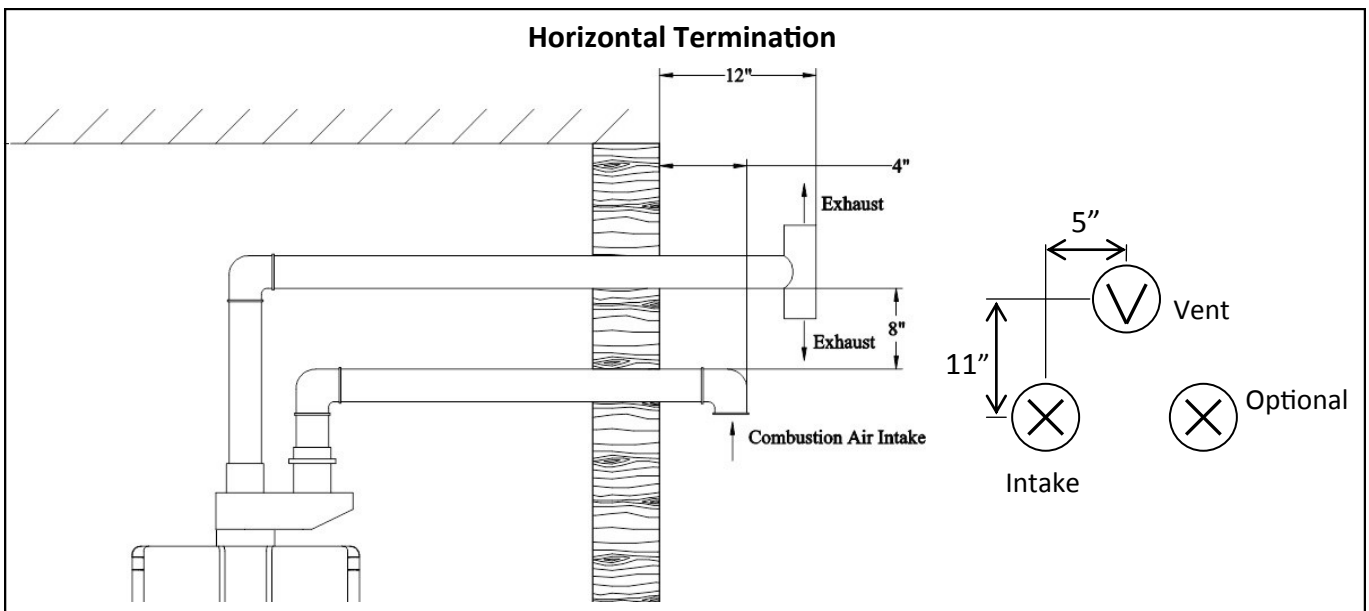 Horizontal Termination
12"
4"
Exhaust
5”
Vent
8"
Exhaust
11”
Optional
Combustion Air Intake
Intake